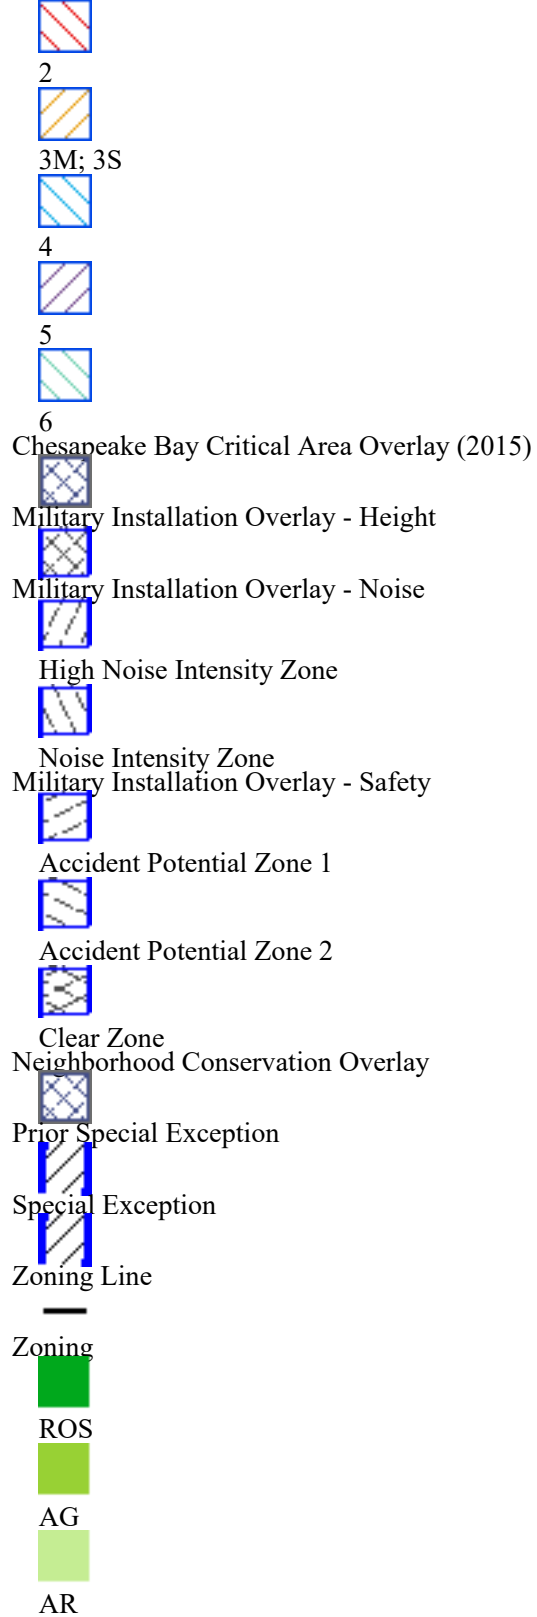 2
3M; 3S
4
5
6
Chesapeake Bay Critical Area Overlay (2015)
Military Installation Overlay - Height
Military Installation Overlay - Noise
High Noise Intensity Zone
Noise Intensity Zone
Military Installation Overlay - Safety
Accident Potential Zone 1
Accident Potential Zone 2
Clear Zone
Neighborhood Conservation Overlay
Prior Special Exception
Special Exception
Zoning Line
Zoning
ROS
AG
AR